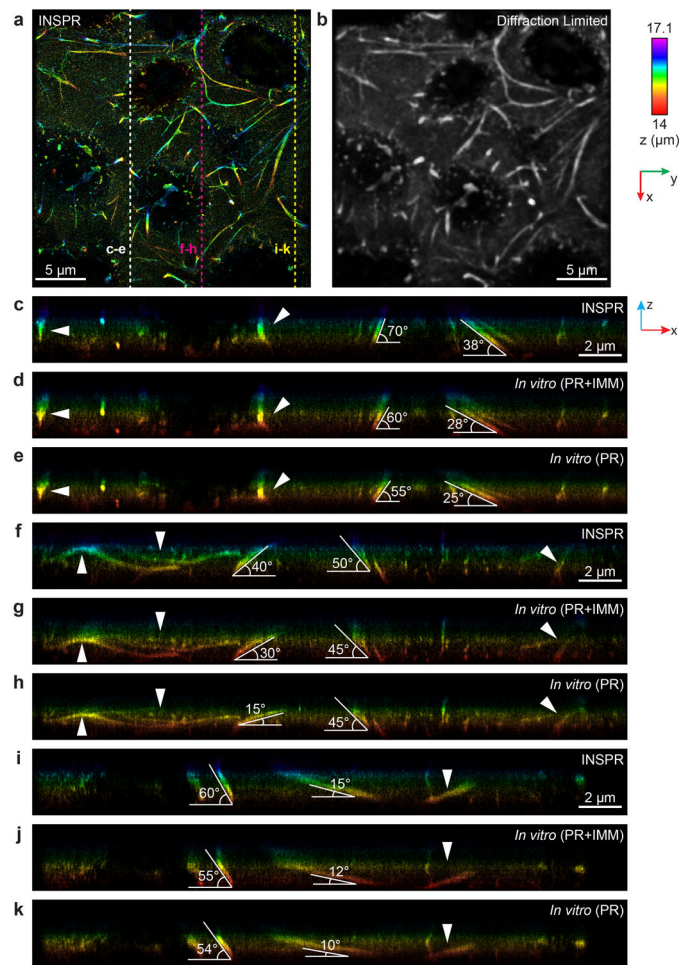 a
INSPR
c-e
f-h
i-k
5 µm
b
Diffraction Limited
5 µm
17.1
14
z (µm)
y
x
c
INSPR
70°
38°
2 µm
z
x
d
In vitro (PR+IMM)
60°
28°
e
In vitro (PR)
55°
25°
f
INSPR
40°
50°
2 µm
g
In vitro (PR+IMM)
30°
45°
h
In vitro (PR)
15°
45°
i
INSPR
60°
15°
2 µm
j
In vitro (PR+IMM)
55°
12°
k
In vitro (PR)
54°
10°